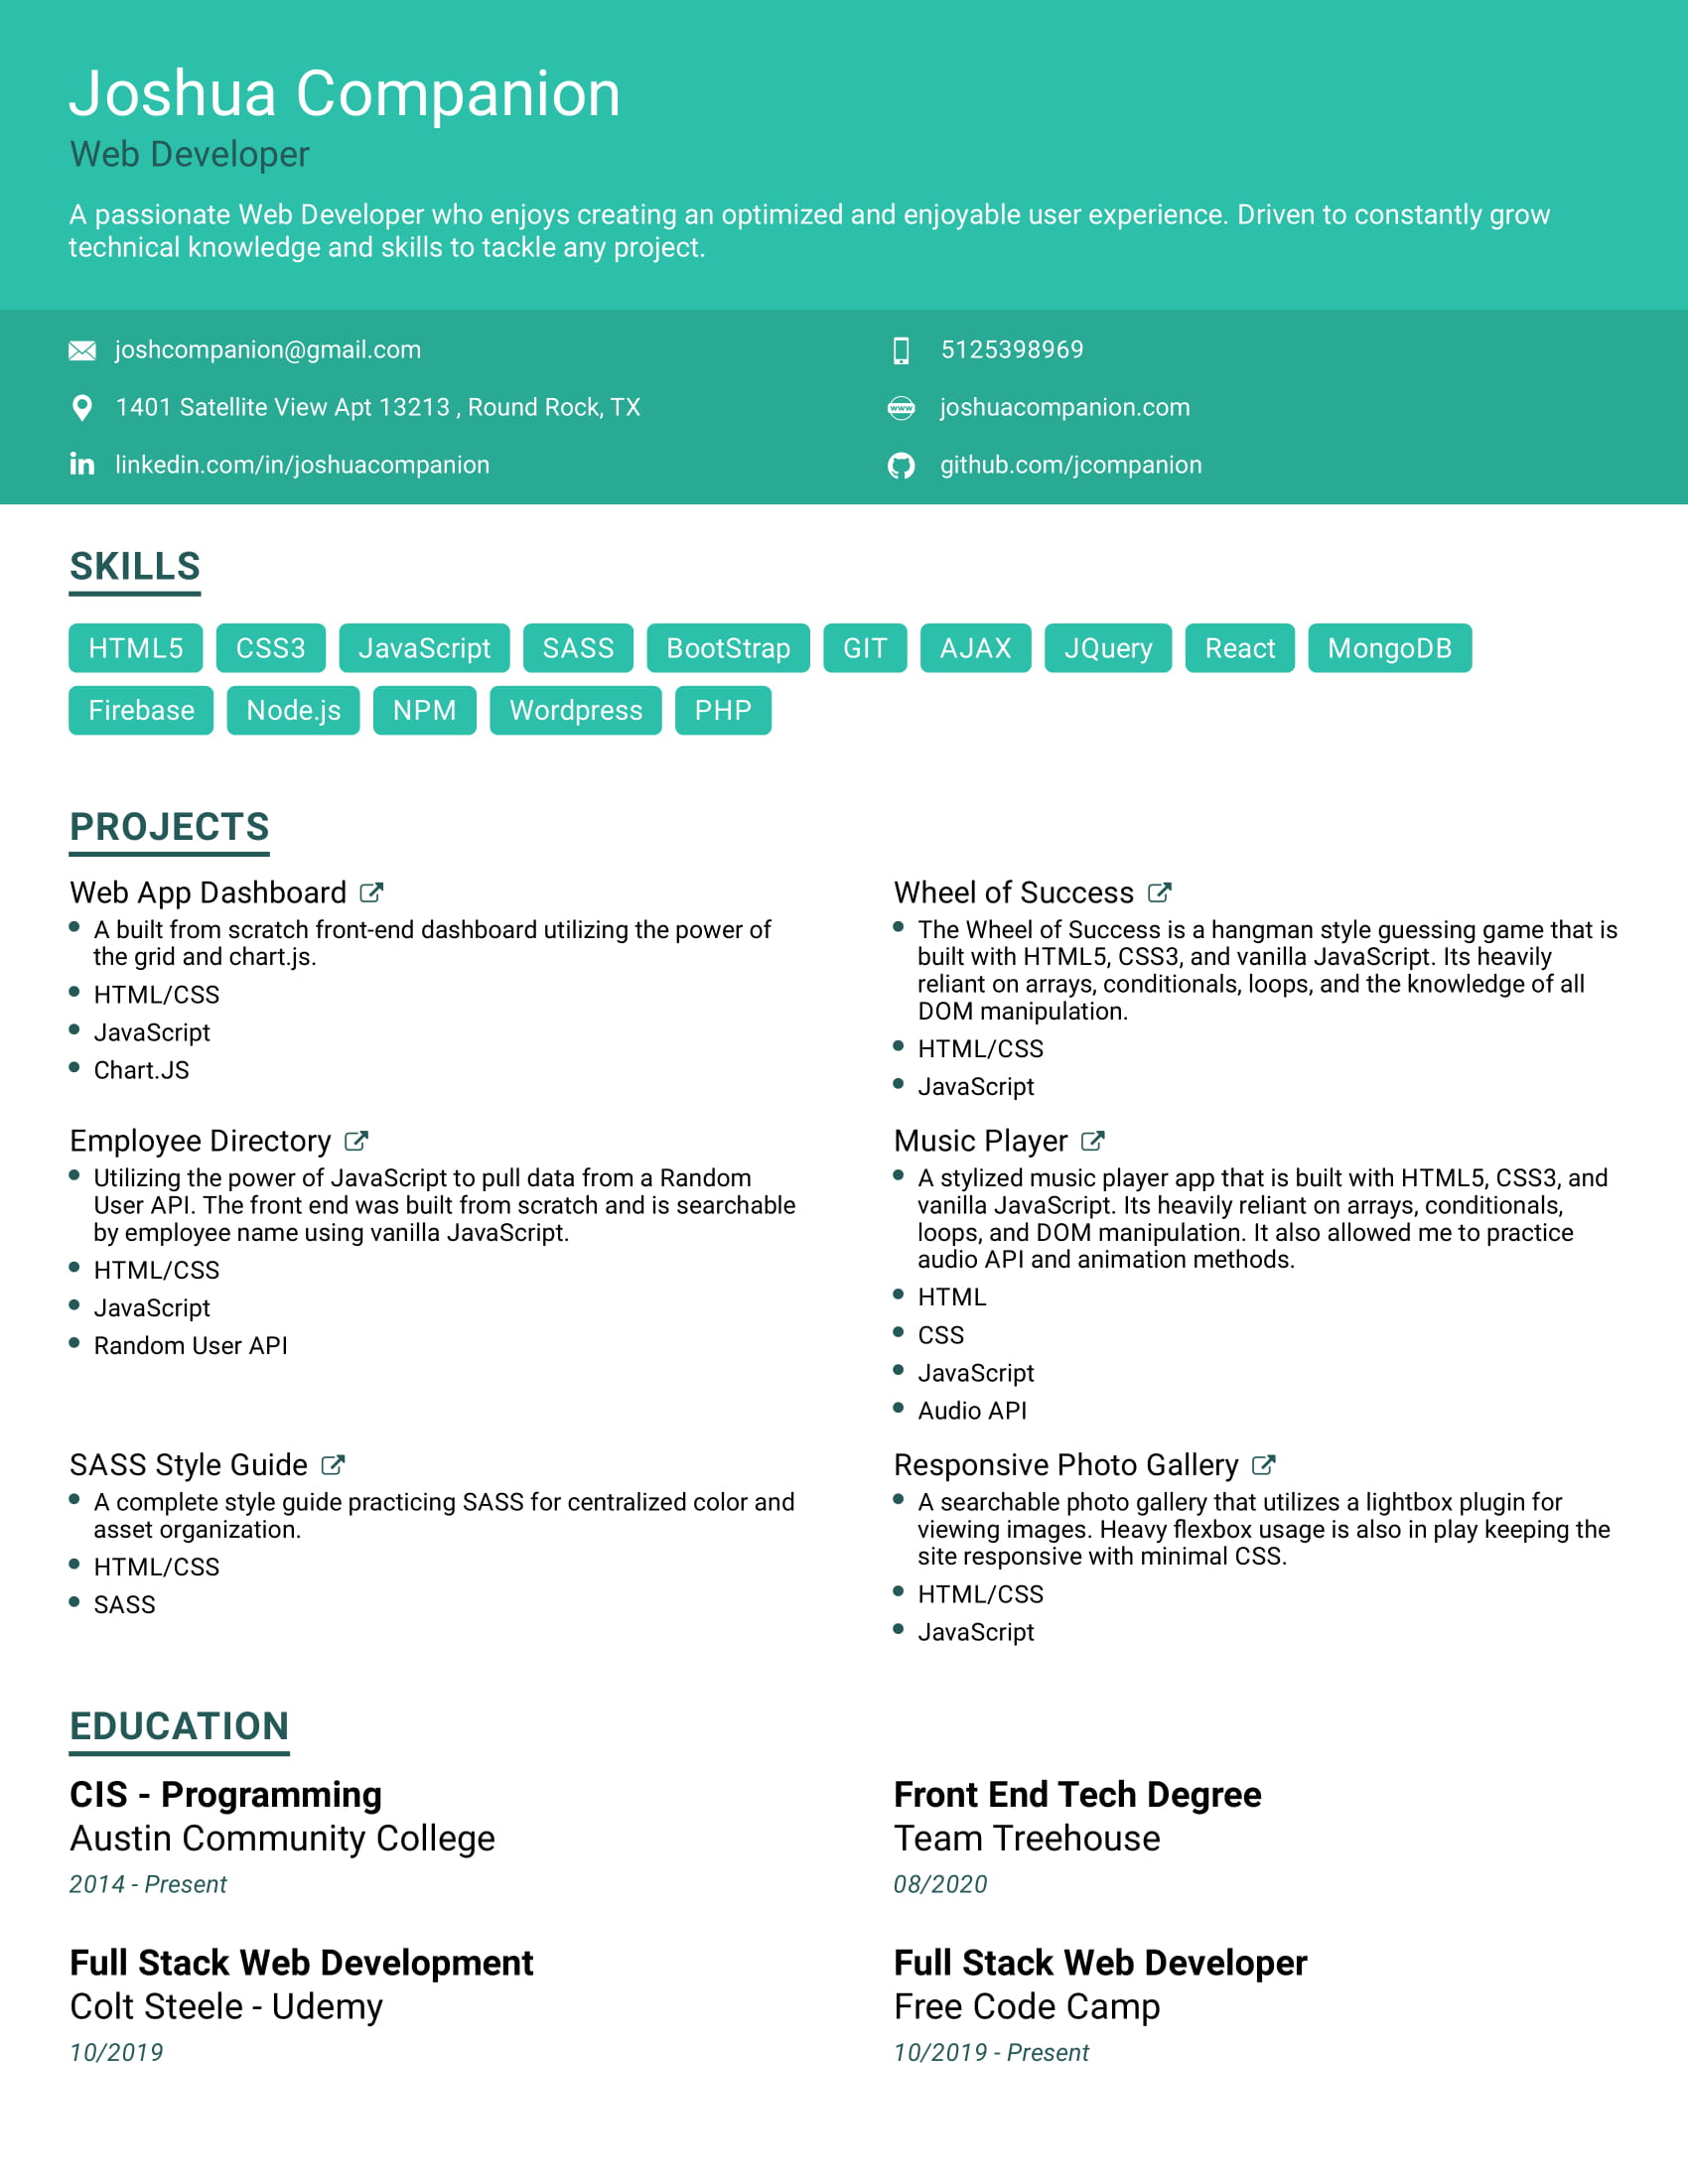 Joshua Companion
Web Developer
A passionate Web Developer who enjoys creating an optimized and enjoyable user experience. Driven to constantly grow
technical knowledge and skills to tackle any project.
joshcompanion@gmail.com
5125398969
1401 Satellite View Apt 13213 , Round Rock, TX
www
joshuacompanion.com
in
linkedin.com/in/joshuacompanion
github.com/jcompanion
SKILLS
HTML5 CSS3 JavaScript SASS BootStrap GIT AJAX JQuery React MongoDB
Firebase Node.js NPM Wordpress PHP
PROJECTS
Web App Dashboard
• A built from scratch front-end dashboard utilizing the power of
the grid and chart.js.
• HTML/CSS
• JavaScript
• Chart.JS
Wheel of Success
• The Wheel of Success is a hangman style guessing game that is
built with HTML5, CSS3, and vanilla JavaScript. Its heavily
reliant on arrays, conditionals, loops, and the knowledge of all
DOM manipulation.
• HTML/CSS
• JavaScript
Employee Directory
• Utilizing the power of JavaScript to pull data from a Random
User API. The front end was built from scratch and is searchable
by employee name using vanilla JavaScript.
• HTML/CSS
• JavaScript
• Random User API
Music Player
• A stylized music player app that is built with HTML5, CSS3, and
vanilla JavaScript. Its heavily reliant on arrays, conditionals,
loops, and DOM manipulation. It also allowed me to practice
audio API and animation methods.
• HTML
• CSS
• JavaScript
• Audio API
SASS Style Guide
• A complete style guide practicing SASS for centralized color and
asset organization.
• HTML/CSS
• SASS
Responsive Photo Gallery
• A searchable photo gallery that utilizes a lightbox plugin for
viewing images. Heavy flexbox usage is also in play keeping the
site responsive with minimal CSS.
• HTML/CSS
• JavaScript
EDUCATION
CIS - Programming
Austin Community College
2014 - Present
Front End Tech Degree
Team Treehouse
08/2020
Full Stack Web Development
Colt Steele - Udemy
10/2019
Full Stack Web Developer
Free Code Camp
10/2019 - Present